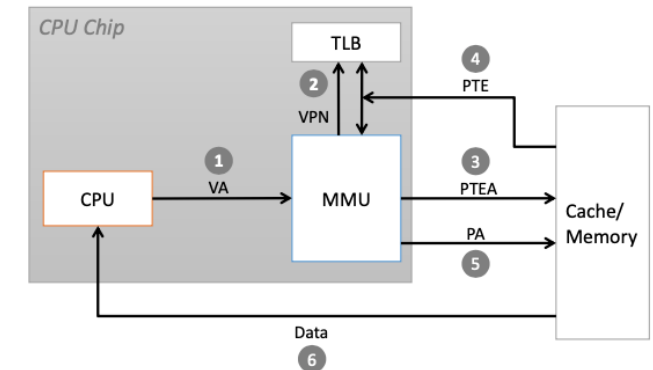 CPU Chip
TLB
4
2
PTE
VPN
1
3
VA
PTEA
CPU
MMU
Cache/
Memory
PA
5
Data
6